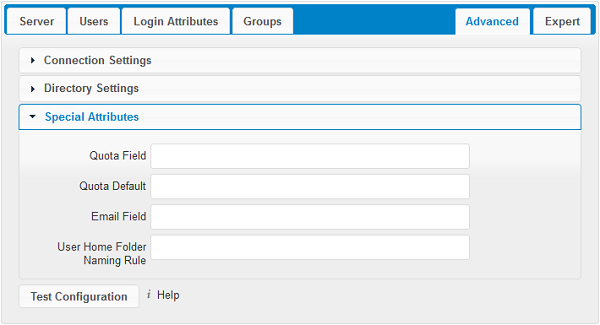 Server Users Login Attributes Groups Advanced Expert
Connection Settings
Directory Settings
Special Attributes
Quota Field
Quota Default
Email Field
User Home Folder
Naming Rule
Test Configuration i Help